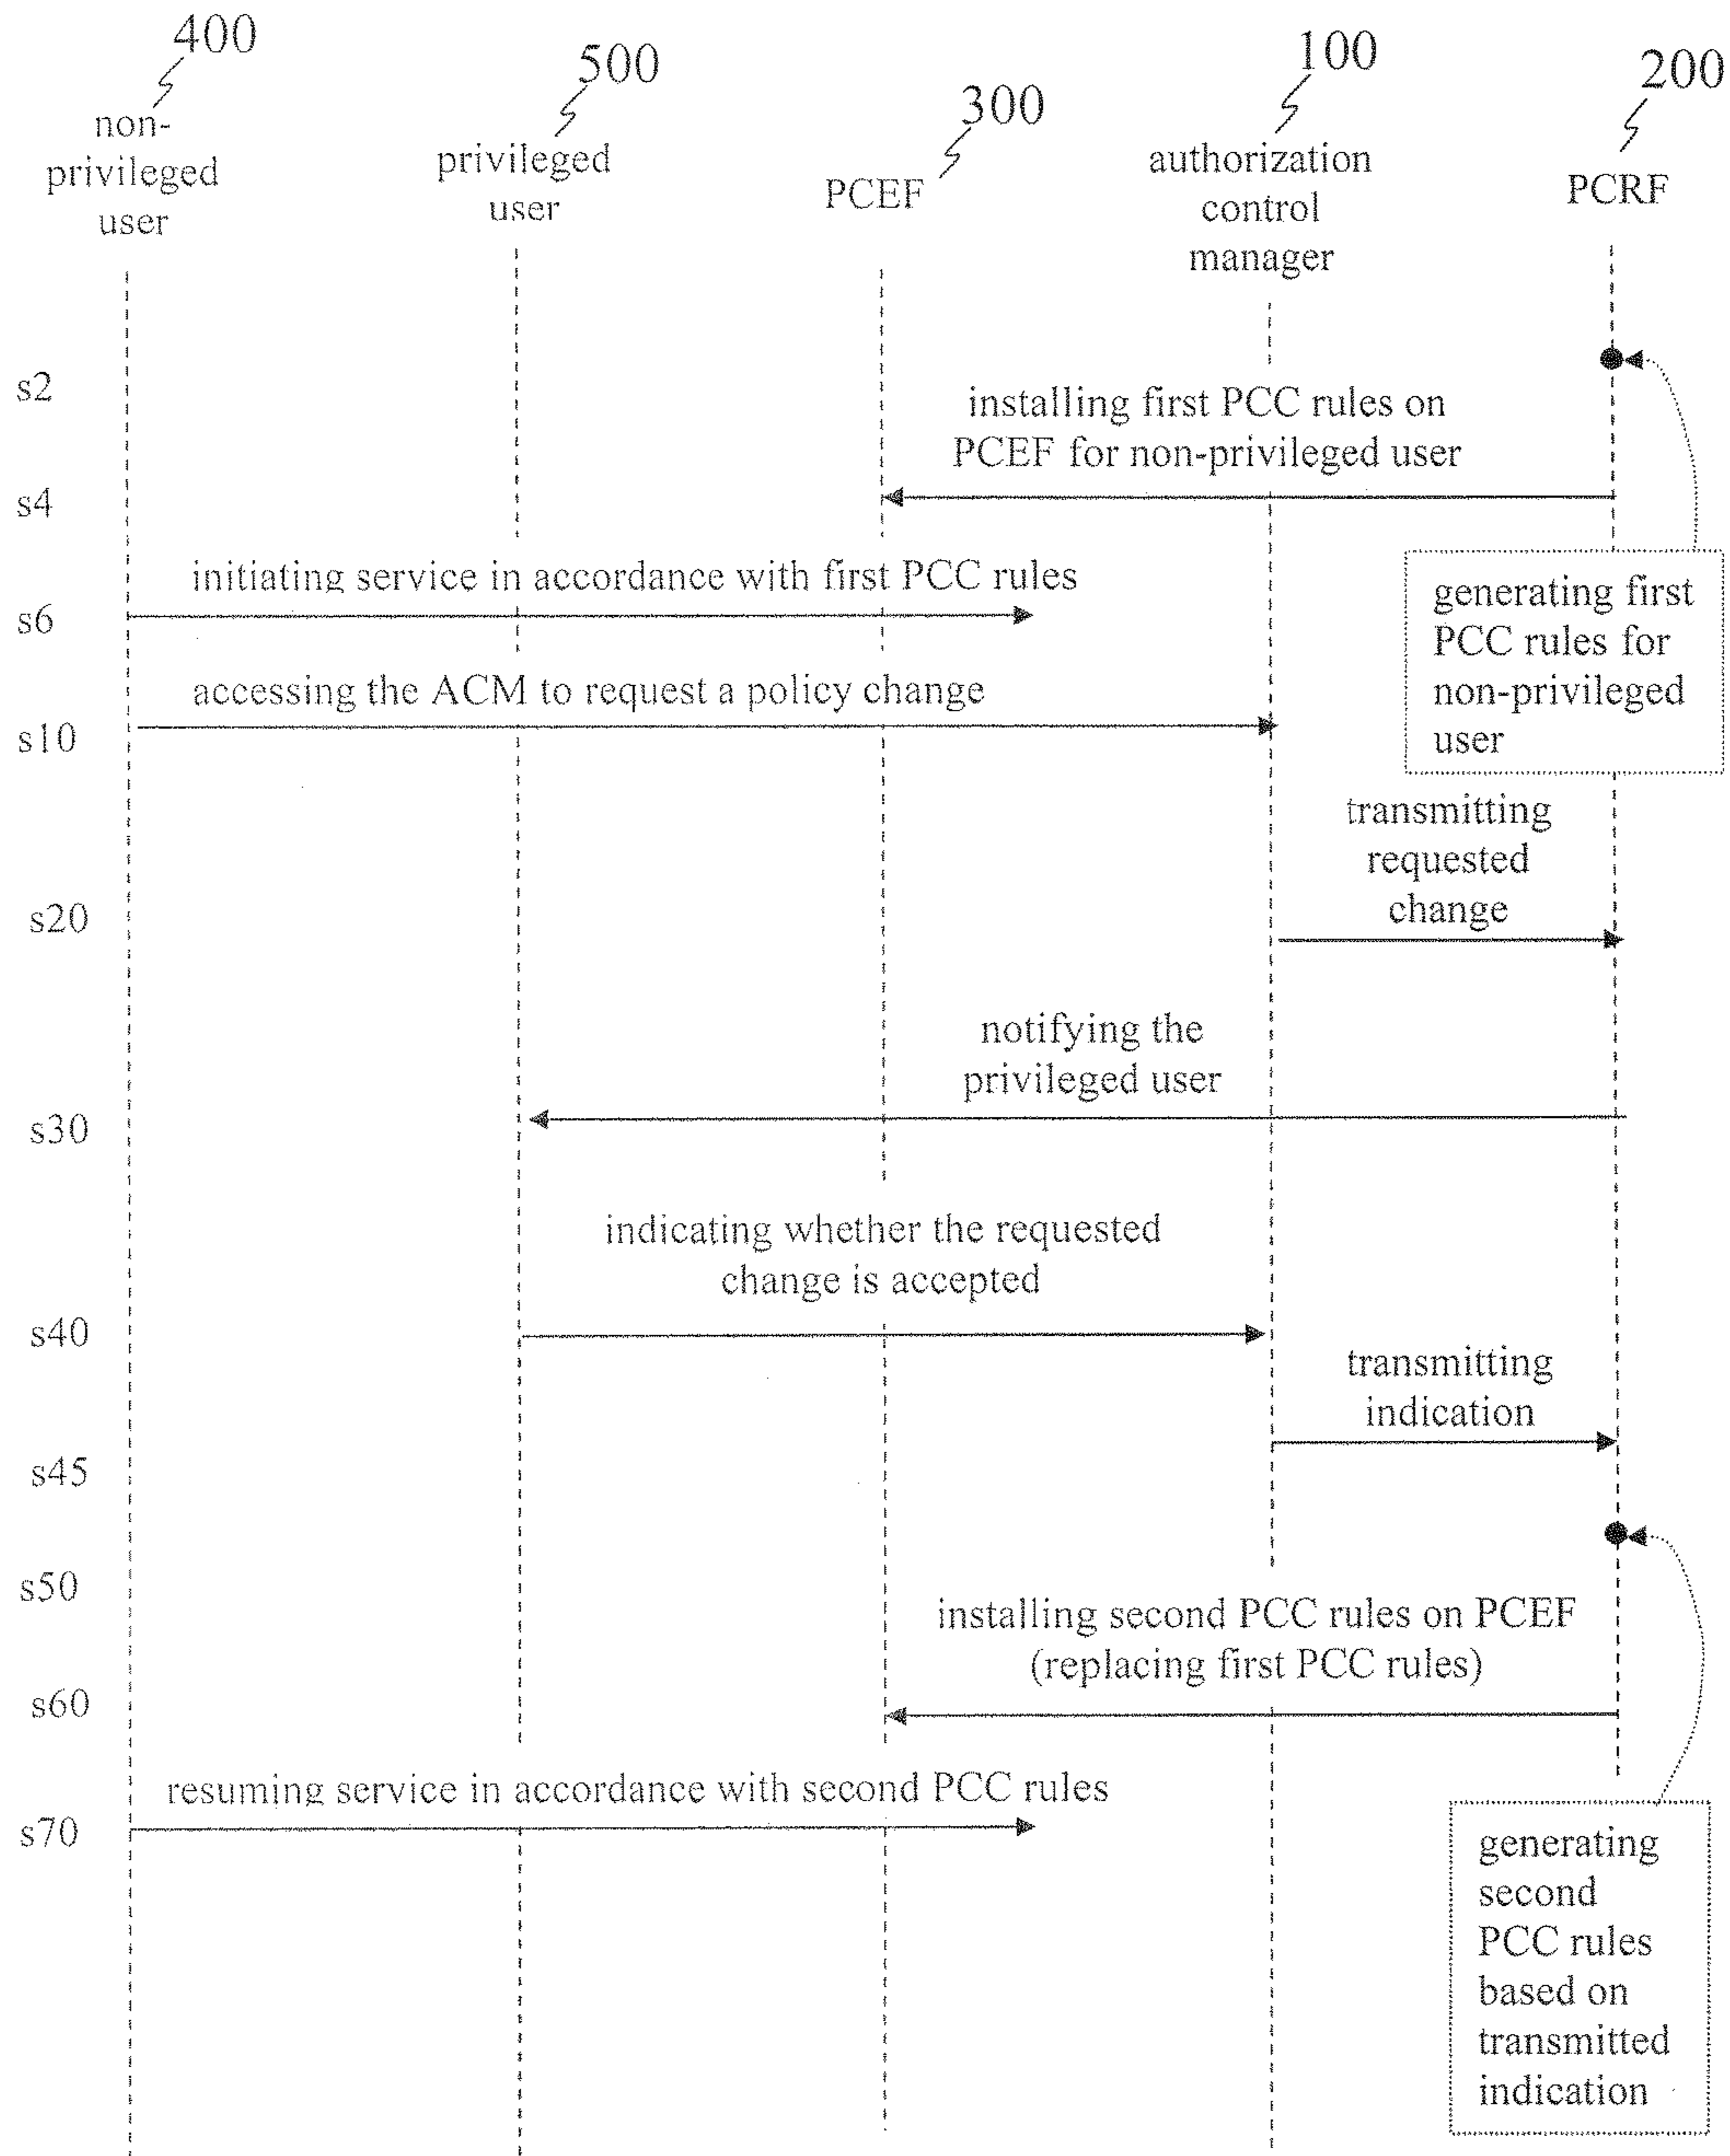 400
500
300
100
200
non-
privileged
user
privileged
user
PCEF
authorization
control
manager
PCRF
s2
installing first PCC rules on
PCEF for non-privileged user
s4
initiating service in accordance with first PCC rules
s6
generating first
PCC rules for
non-privileged
user
accessing the ACM to request a policy change
s10
transmitting
requested
change
s20
notifying the
privileged user
s30
indicating whether the requested
change is accepted
s40
transmitting
indication
s45
s50
installing second PCC rules on PCEF
(replacing first PCC rules)
s60
resuming service in accordance with second PCC rules
s70
generating
second
PCC rules
based on
transmitted
indication